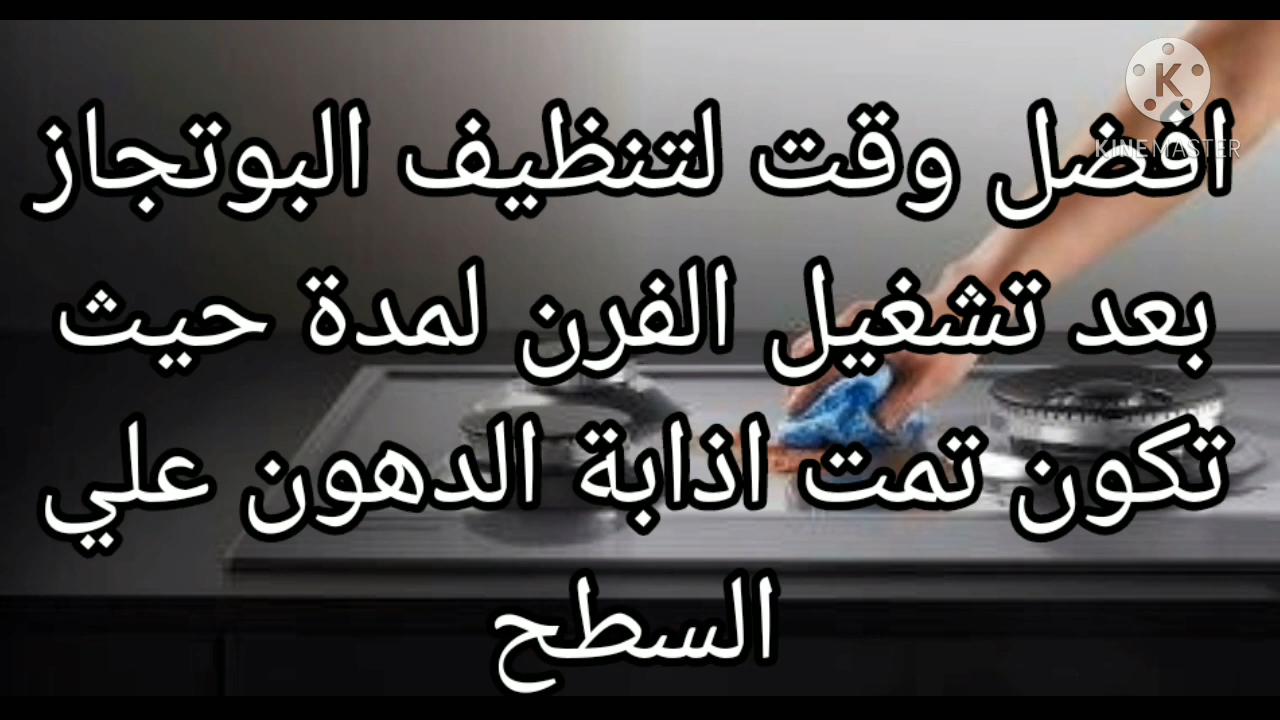 KINEMASTER
افضل وقت لتنظيف البوتجاز
بعد تشغيل الفرن لمدة حيث
تكون تمت اذابة الدهون علي
السطح